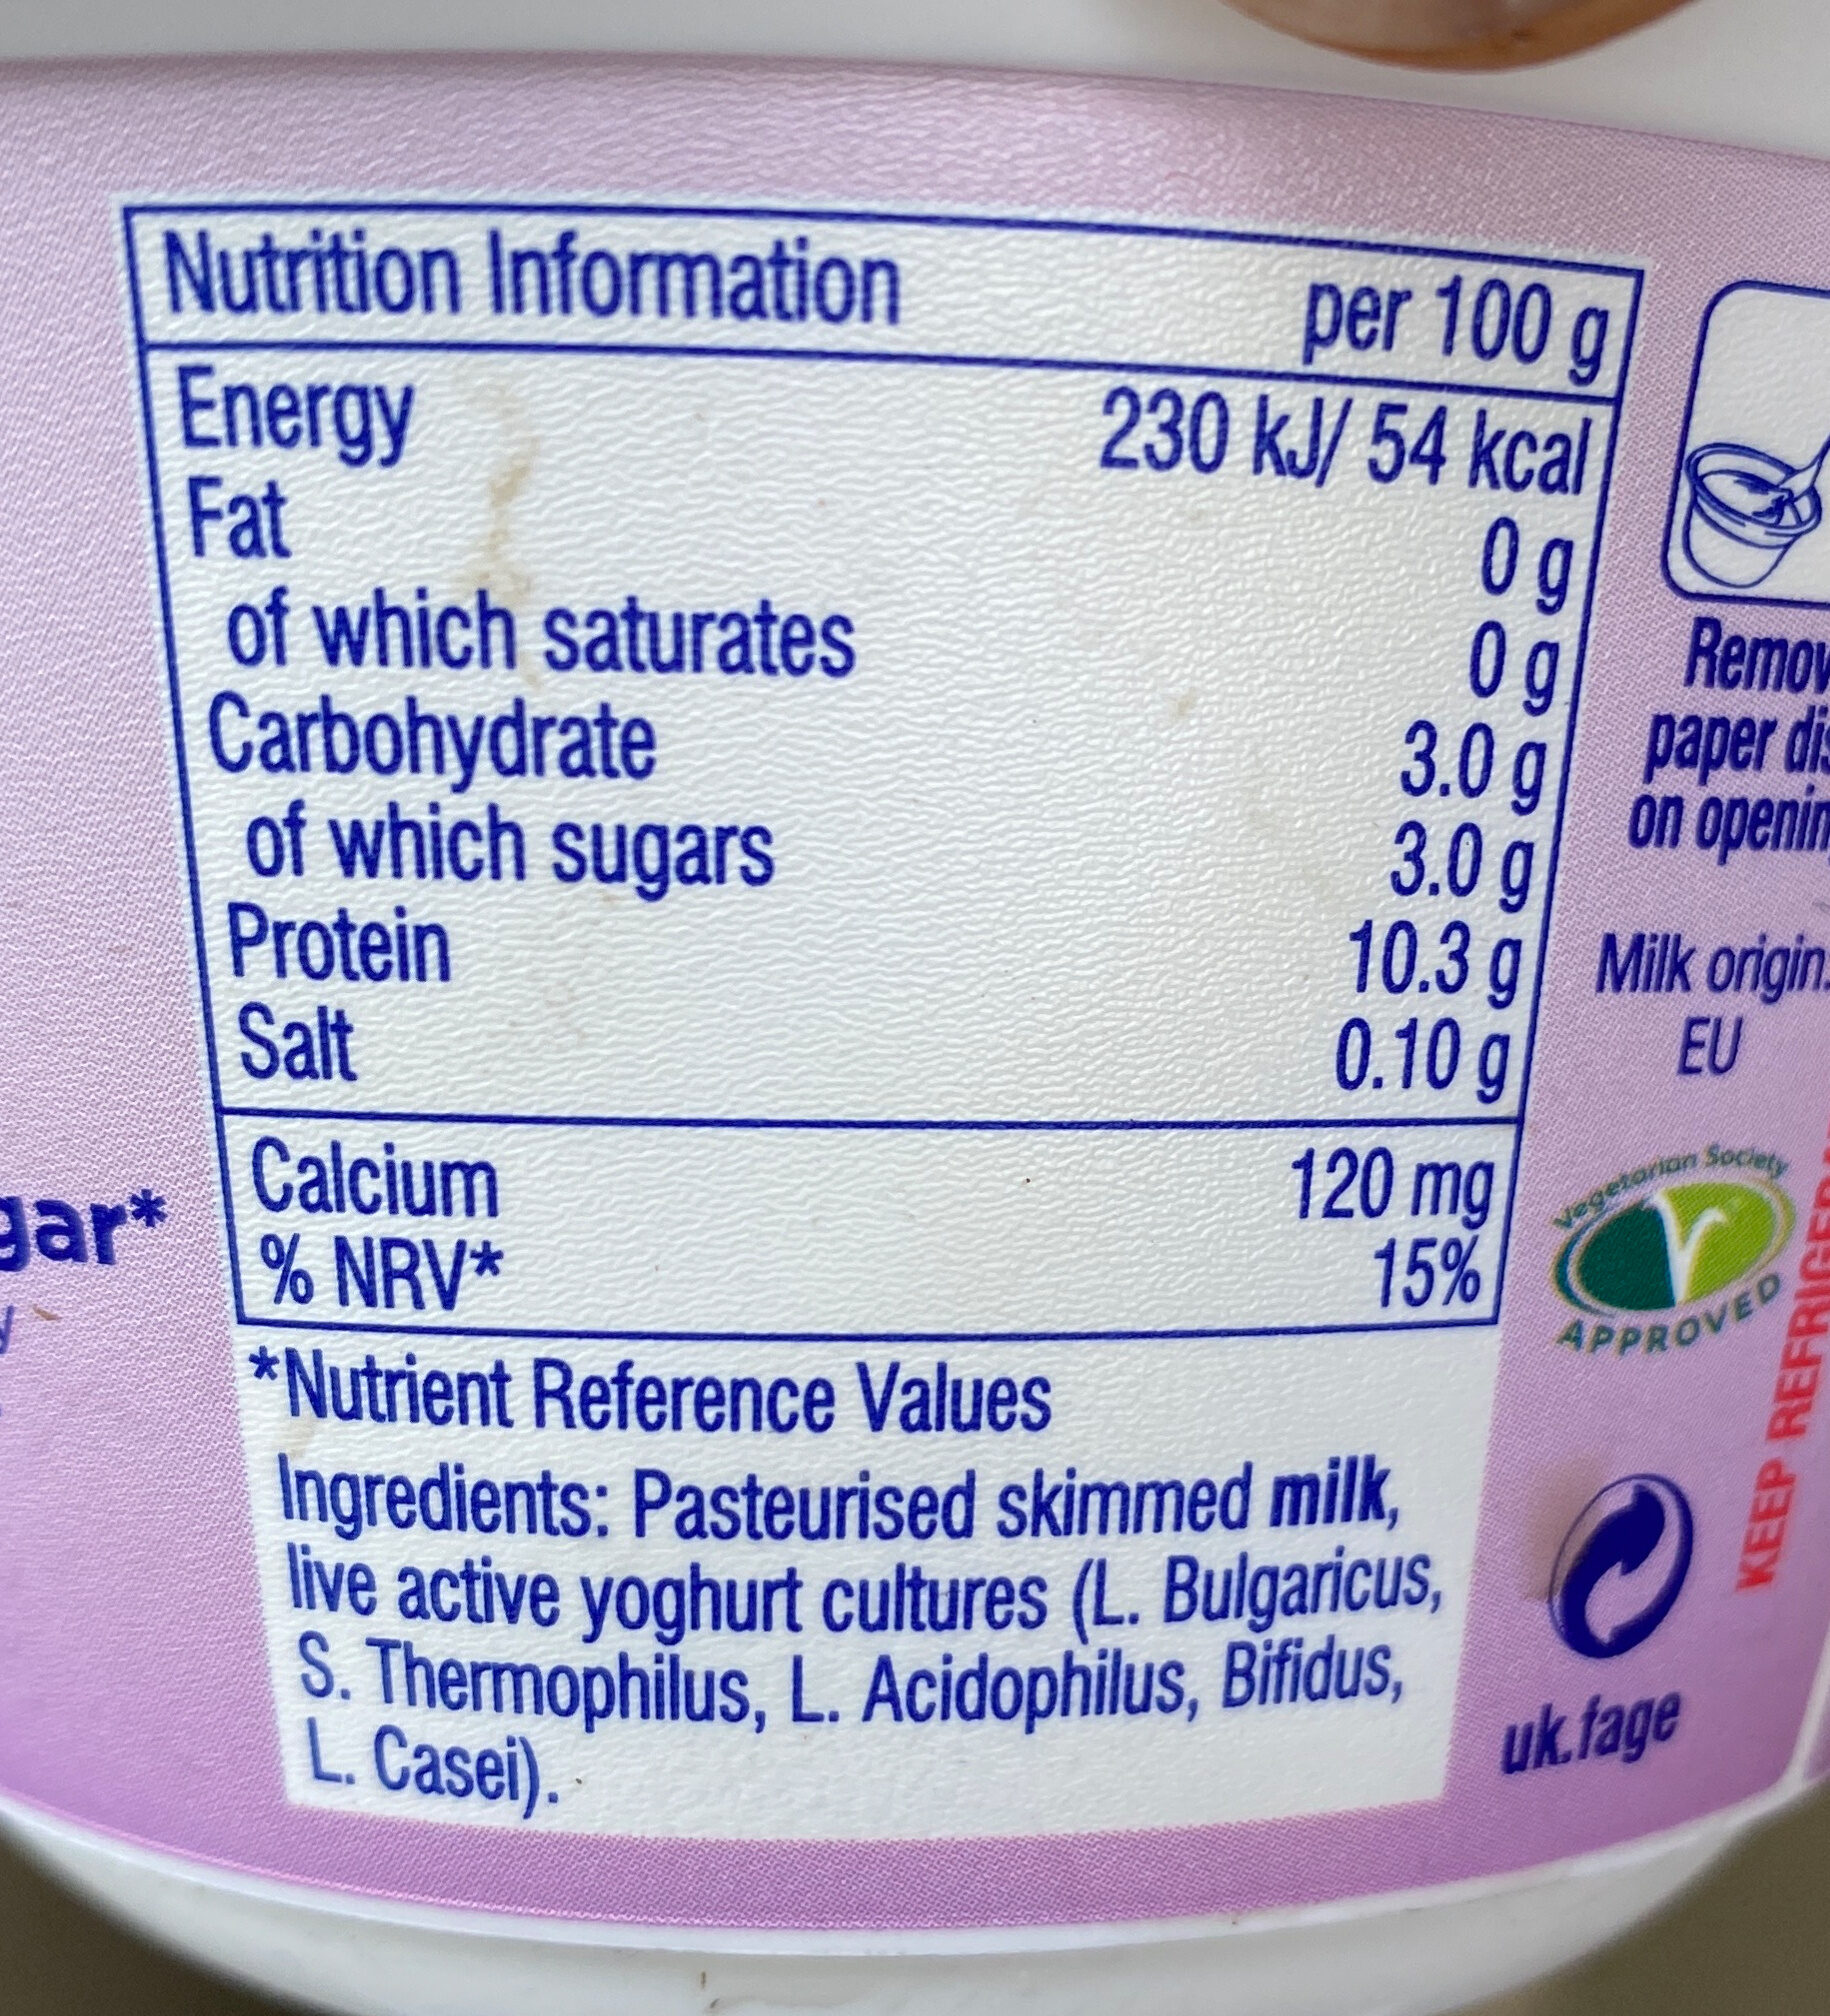 Nutrition Information per 100 g
Energy 230 kJ/ 54 kcal
Fat 0 g
of which saturates 0 g
Carbohydrate 3.0 g
of which sugars 3.0 g
Protein 10.3 g
Salt 0.10 g
Calcium 120 mg
% NRV* 15%
*Nutrient Reference Values
Ingredients: Pasteurised skimmed milk,
live active yoghurt cultures (L. Bulgaricus,
S. Thermophilus, L. Acidophilus, Bifidus,
L. Casei).
paper
on
Milk origin:
EU
Vegetarian Society
APPROVED
KEEP
uk.fage